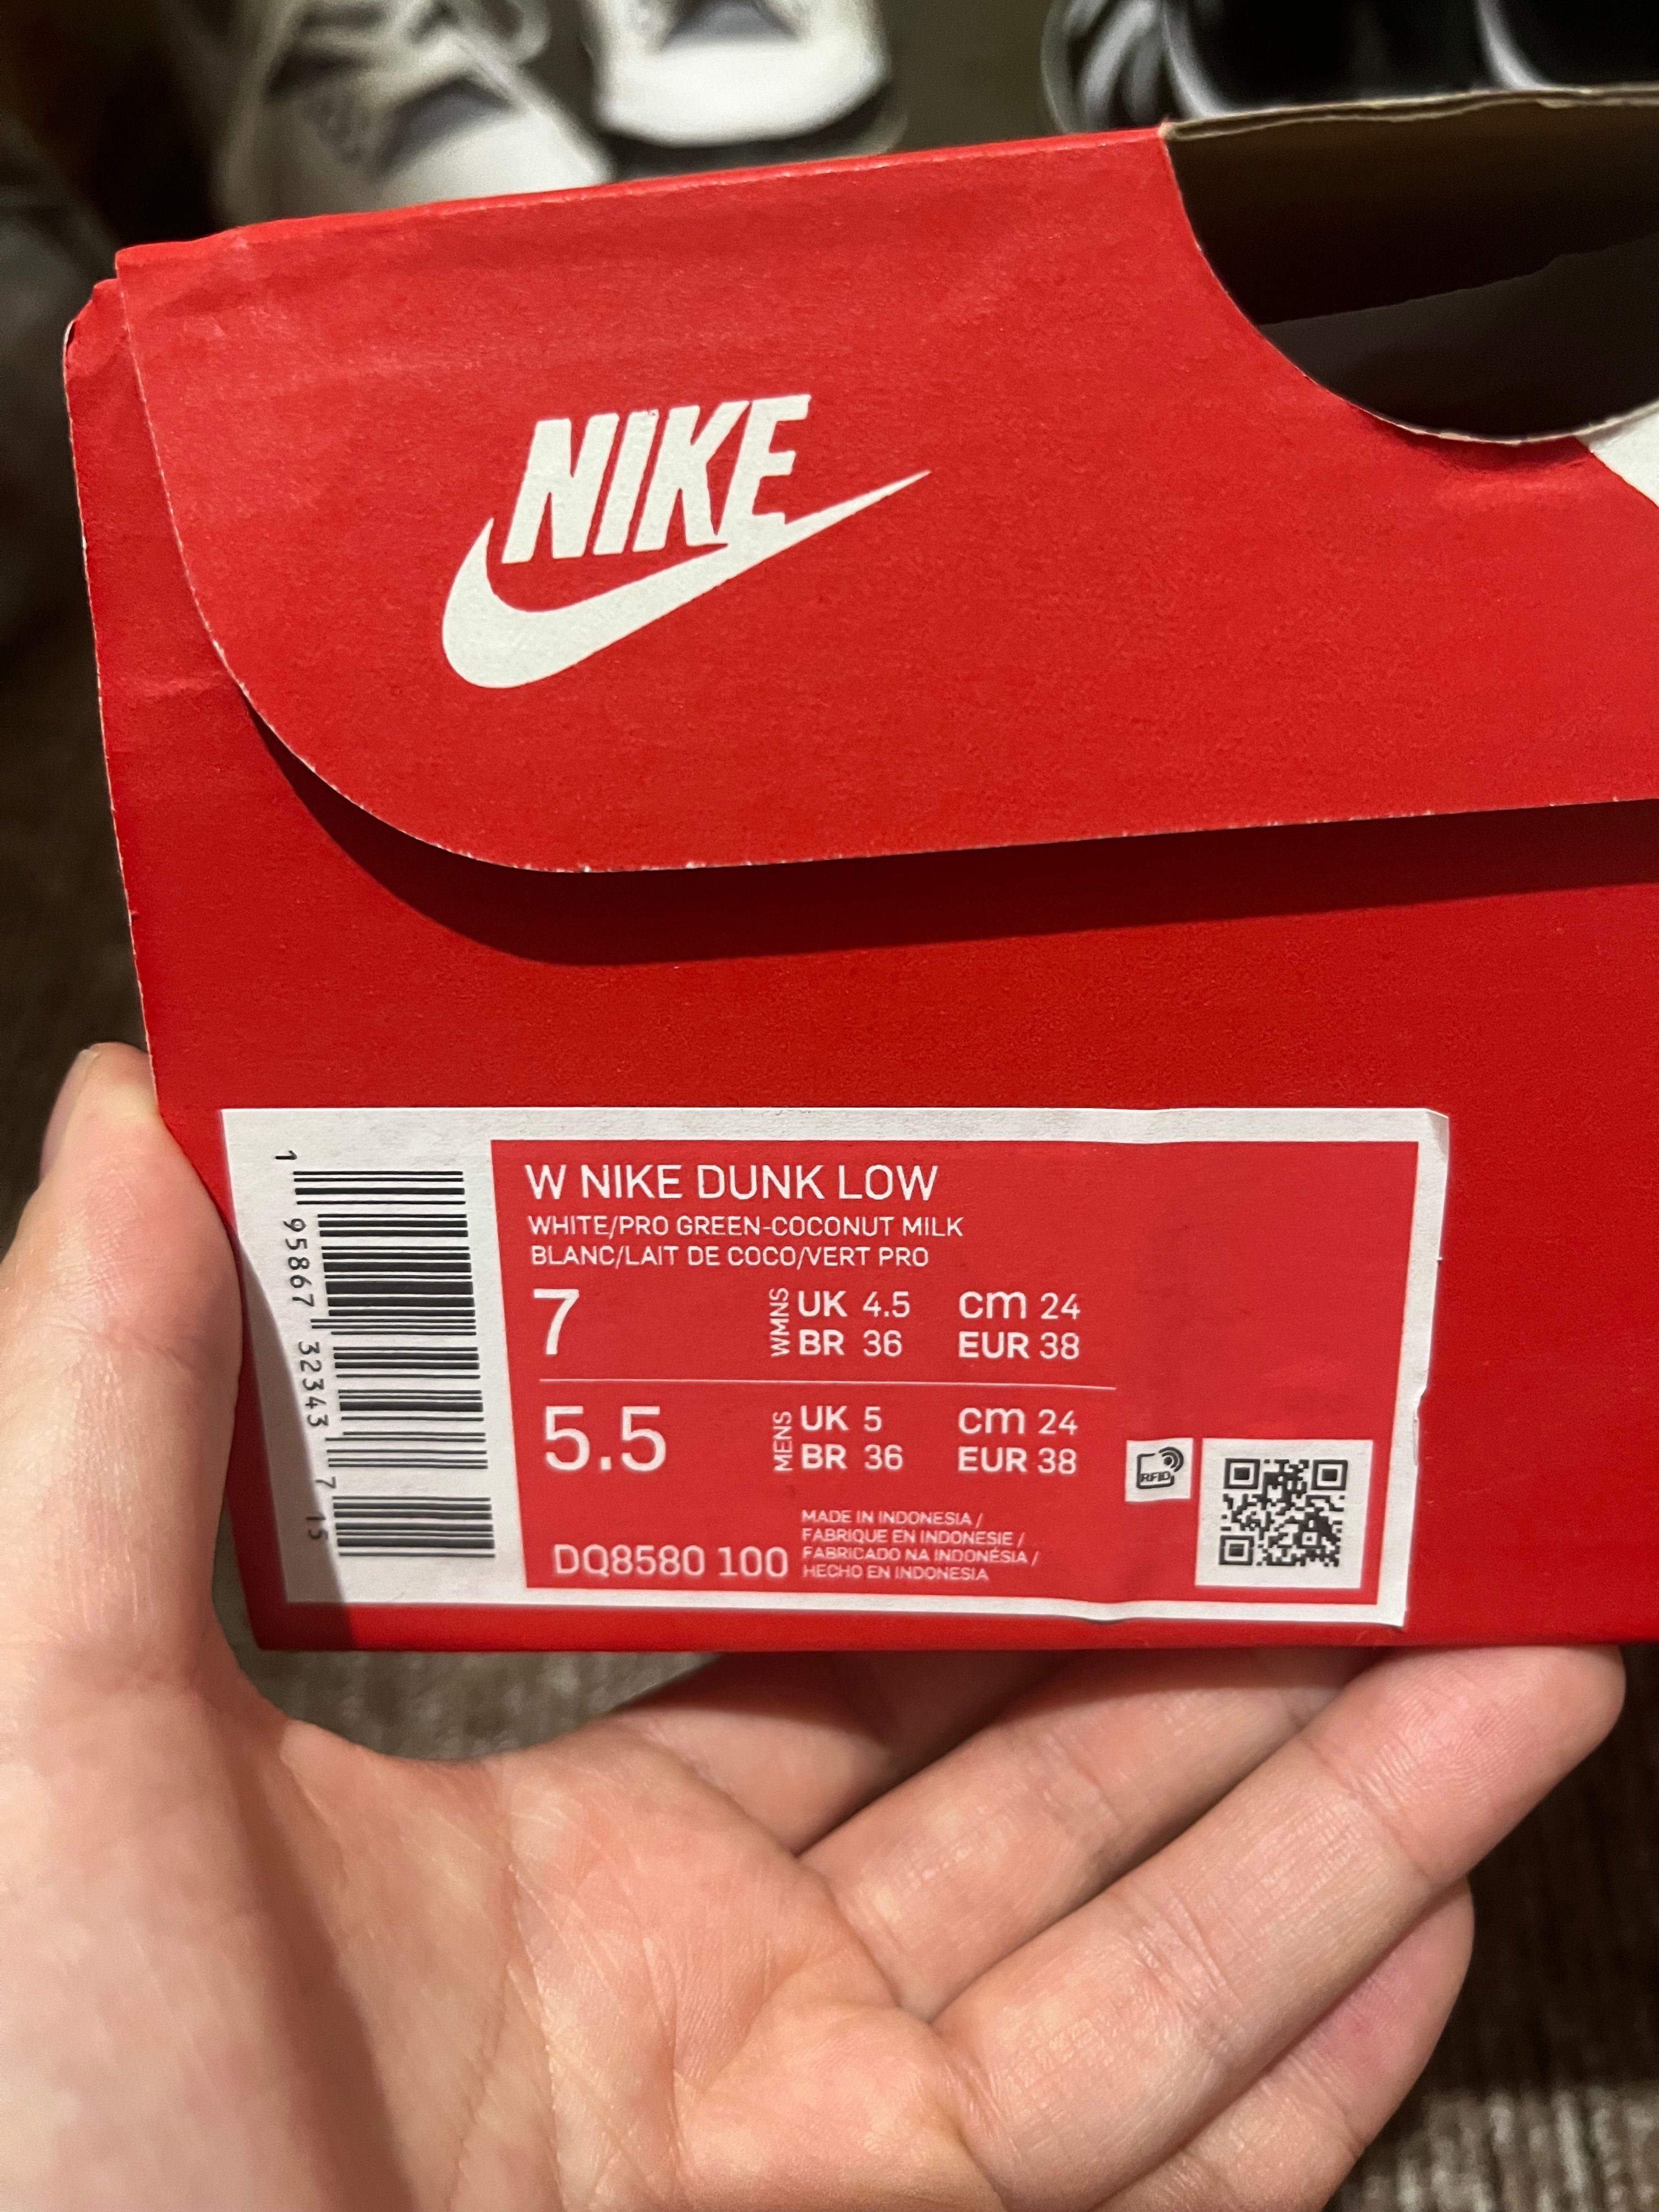 NIKE
W NIKE DUNK LOW
WHITE/PRO GREEN-COCONUT MILK
BLANC/LAIT DE COCO/VERT PRO
7 WMNS UK 4.5 cm 24
BR 36 EUR 38
5.5 MENS UK 5 cm 24
BR 36 EUR 38
RFID
MADE IN INDONESIA /
FABRIQUE EN INDONESIE /
FABRICADO NA INDONÉSIA /
HECHO EN INDONESIA
DQ8580 100
1 95867 32343 7 15